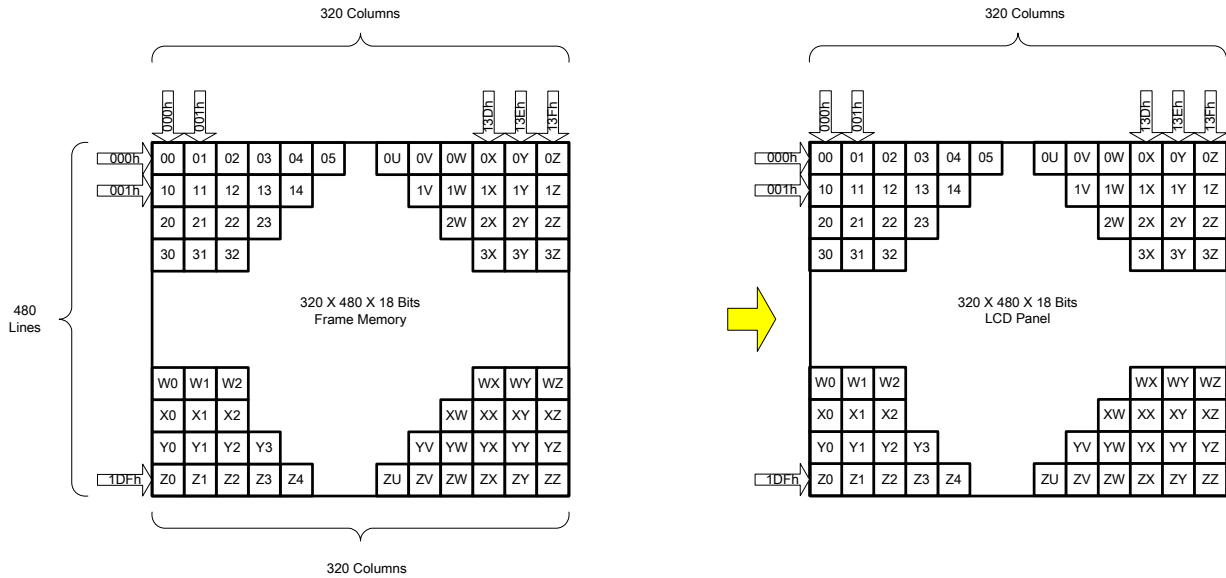 320 Columns
320 Columns
000h 001h 13Dh 13Eh 13Fh
000h 001h 13Dh 13Eh 13Fh
000h 00 01 02 03 04 05 0U 0V 0W 0X 0Y 0Z
001h 10 11 12 13 14 1V 1W 1X 1Y 1Z
20 21 22 23 2W 2X 2Y 2Z
30 31 32 3X 3Y 3Z
480
Lines
320 X 480 X 18 Bits
Frame Memory
W0 W1 W2 WX WY WZ
X0 X1 X2 XW XX XY XZ
Y0 Y1 Y2 Y3 YV YW YX YY YZ
1DFh Z0 Z1 Z2 Z3 Z4 ZU ZV ZW ZX ZY ZZ
320 Columns
000h 00 01 02 03 04 05 0U 0V 0W 0X 0Y 0Z
001h 10 11 12 13 14 1V 1W 1X 1Y 1Z
20 21 22 23 2W 2X 2Y 2Z
30 31 32 3X 3Y 3Z
320 X 480 X 18 Bits
LCD Panel
W0 W1 W2 WX WY WZ
X0 X1 X2 XW XX XY XZ
Y0 Y1 Y2 Y3 YV YW YX YY YZ
1DFh Z0 Z1 Z2 Z3 Z4 ZU ZV ZW ZX ZY ZZ